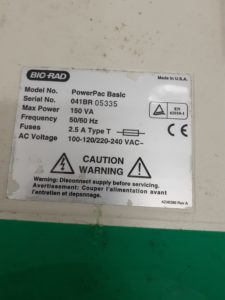 BIO-RAD
Made in U.S.A.
Model No. PowerPac Basic
Serial No. 041BR 05335
Max Power 150 VA
Frequency 50/60 Hz
Fuses 2.5 A Type T
AC Voltage 100-120/220-240 VAC~
EN
CE
CAUTION
WARNING
Warning: Disconnect supply before servicing.
Avertissement: Couper l'alimentation avant
l'entretien et depannage.
Rev A